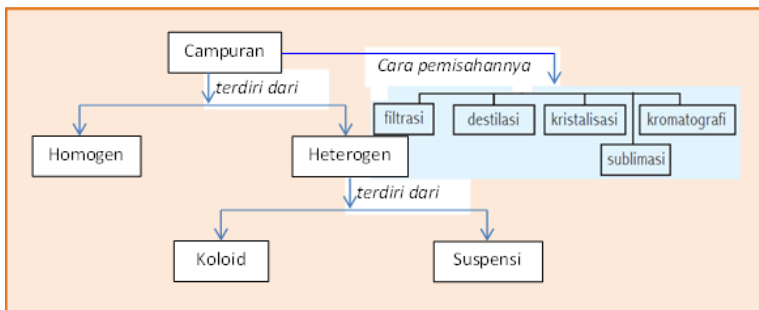 Campuran
Cara pemisahannya
terdiri dari
filtrasi
destilasi
kristalisasi
kromatografi
Homogen
Heterogen
sublimasi
terdiri dari
Koloid
Suspensi